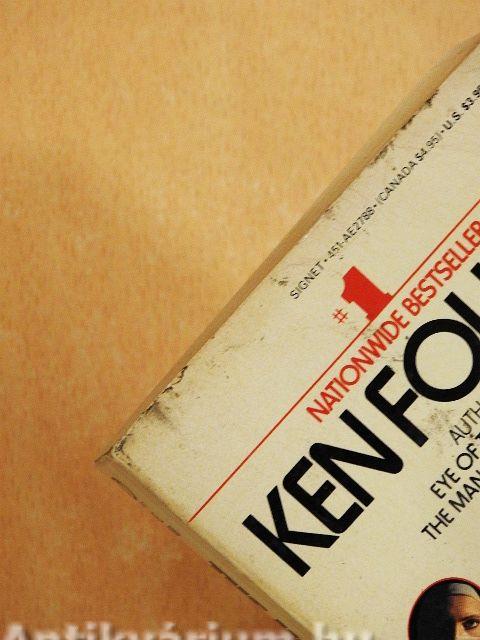 SIGNET • 451-AE2788 • (CANADA $4.95) • U.S. $3.9
#1
NATIONWIDE BESTSELLER
KEN FOL
AUTH
EYE OF T
THE MAN
Antikvárium.hu